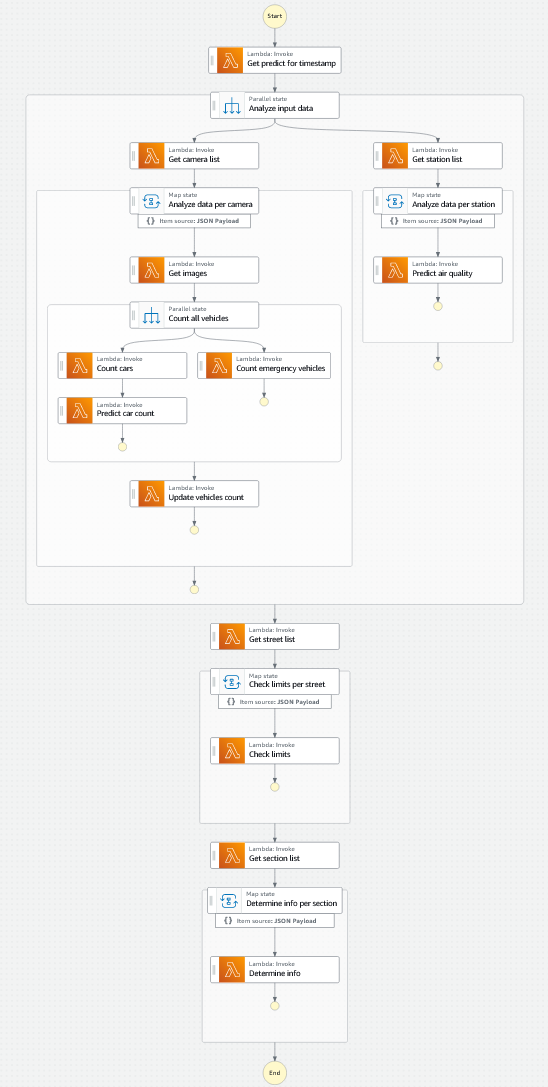 Start
Lambda: Invoke
Get predict for timestamp
Parallel state
Analyze input data
Lambda: Invoke
Get camera list
Lambda: Invoke
Get station list
Map state
Analyze data per camera
{} Item source: JSON Payload
Map state
Analyze data per station
{} Item source: JSON Payload
Lambda: Invoke
Get images
Lambda: Invoke
Predict air quality
Parallel state
Count all vehicles
Lambda: Invoke
Count cars
Lambda: Invoke
Count emergency vehicles
Lambda: Invoke
Predict car count
Lambda: Invoke
Update vehicles count
Lambda: Invoke
Get street list
Map state
Check limits per street
{} Item source: JSON Payload
Lambda: Invoke
Check limits
Lambda: Invoke
Get section list
Map state
Determine info per section
{} Item source: JSON Payload
Lambda: Invoke
Determine info
End